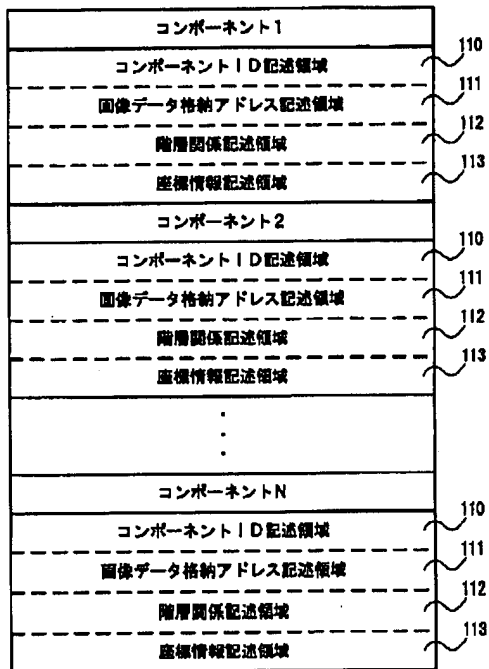 コンポーネント1
コンポーネントID記述領域 110
画像データ格納アドレス記述領域 111
階層関係記述領域 112
座標情報記述領域 113
コンポーネント2
コンポーネントID記述領域 110
画像データ格納アドレス記述領域 111
階層関係記述領域 112
座標情報記述領域 113
・
・
・
コンポーネントN
コンポーネントID記述領域 110
画像データ格納アドレス記述領域 111
階層関係記述領域 112
座標情報記述領域 113